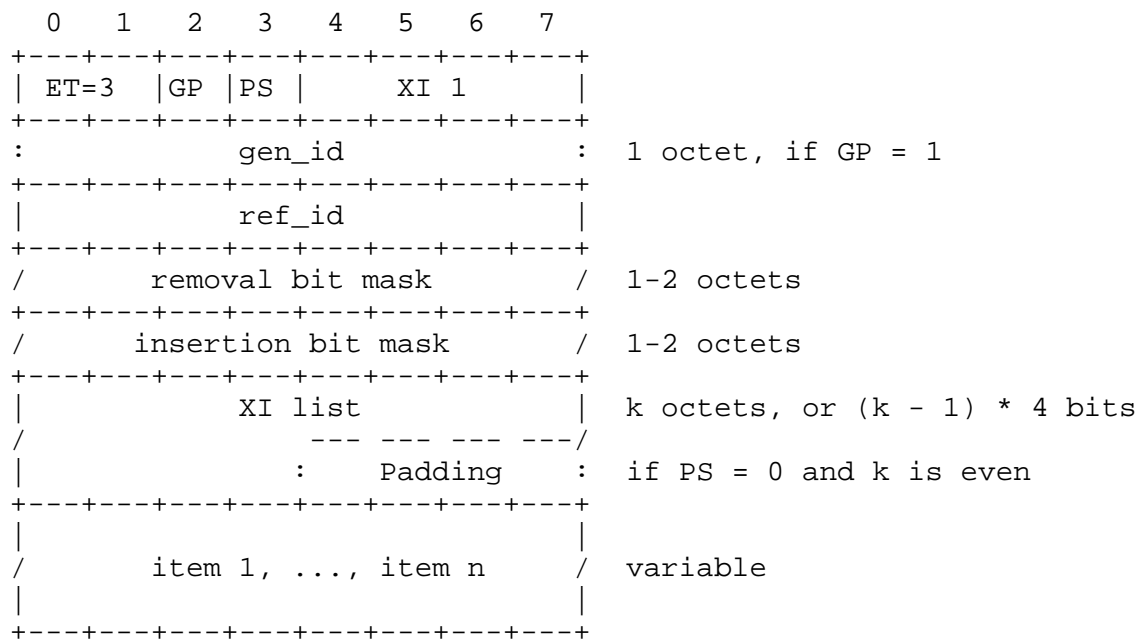 0   1   2   3   4   5   6   7
+---+---+---+---+---+---+---+---+
| ET=3  |GP |PS |     XI 1      |
+---+---+---+---+---+---+---+---+
:            gen_id             :  1 octet, if GP = 1
+---+---+---+---+---+---+---+---+
|            ref_id             |
+---+---+---+---+---+---+---+---+
/       removal bit mask        /  1-2 octets
+---+---+---+---+---+---+---+---+
/      insertion bit mask       /  1-2 octets
+---+---+---+---+---+---+---+---+
|            XI list            |  k octets, or (k - 1) * 4 bits
/                --- --- --- ---/
|               :    Padding    :  if PS = 0 and k is even
+---+---+---+---+---+---+---+---+
|                               |
/       item 1, ..., item n     /  variable
|                               |
+---+---+---+---+---+---+---+---+